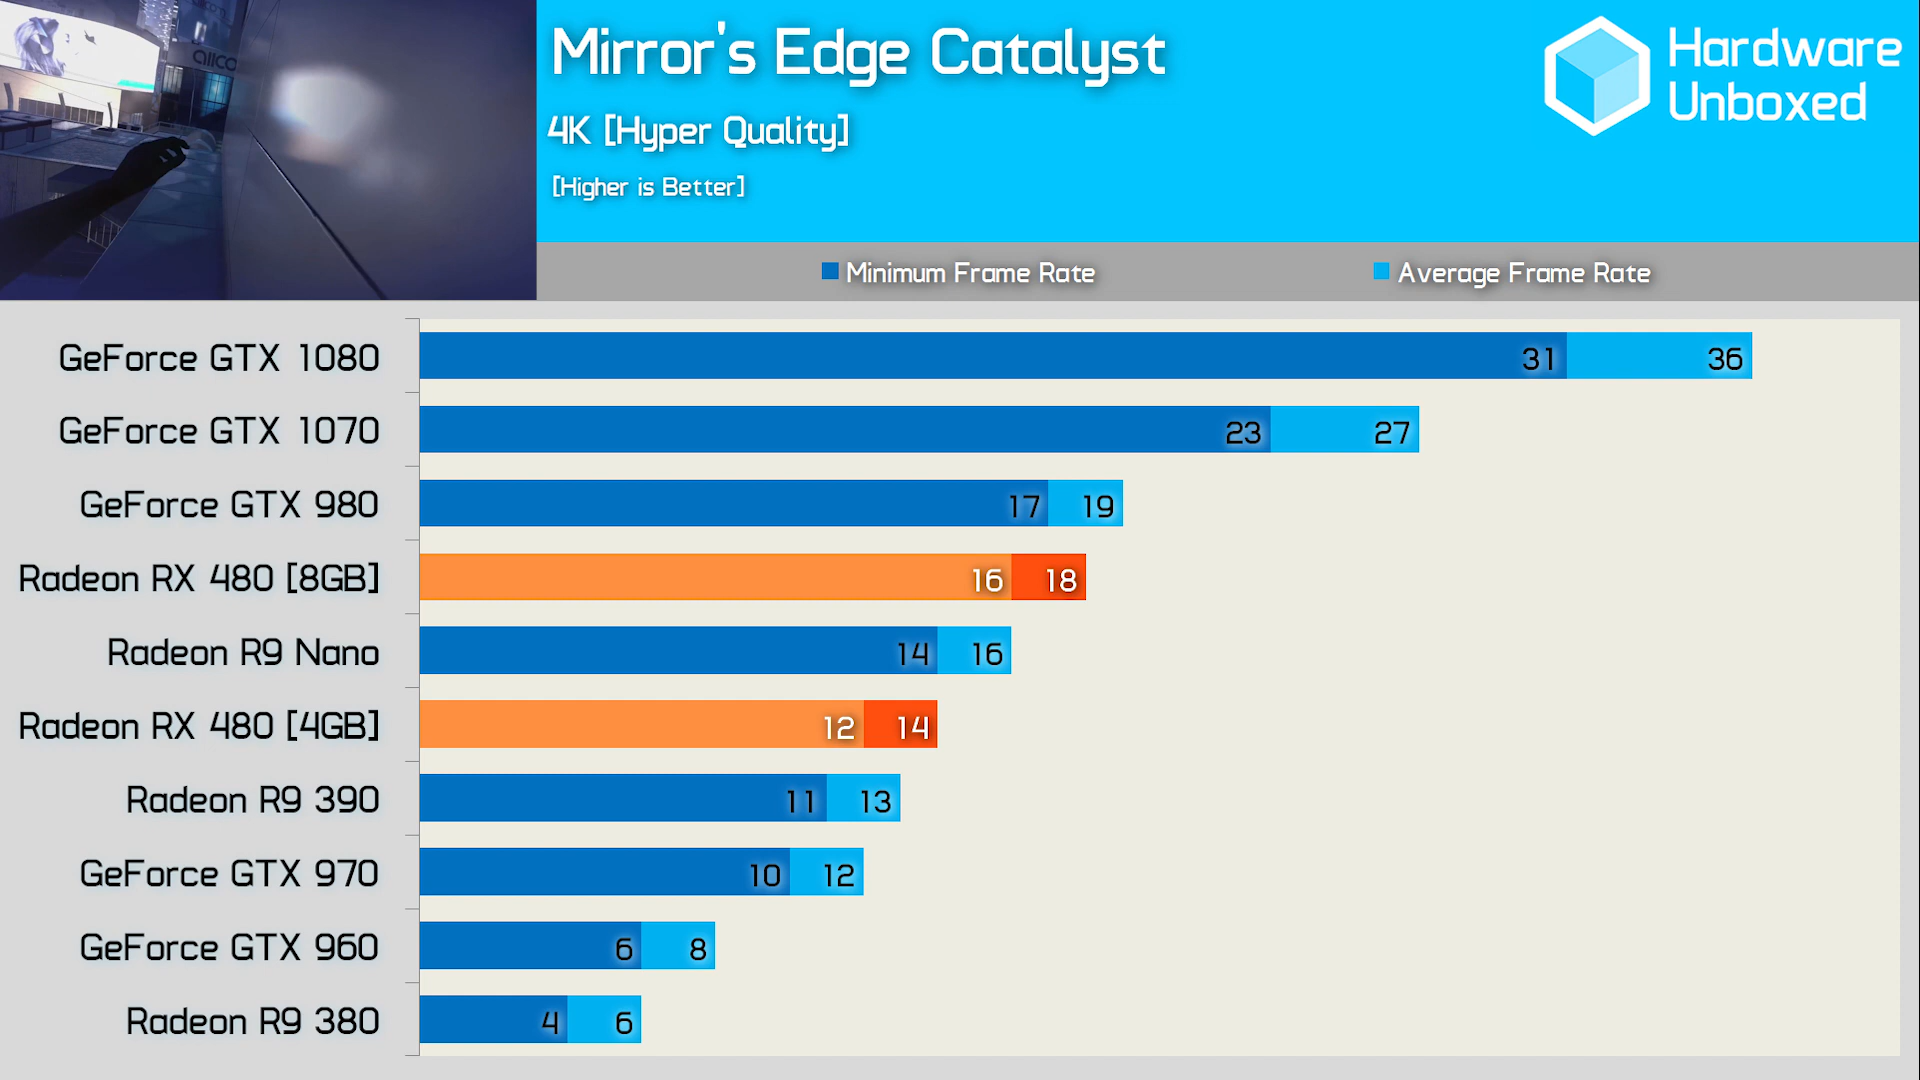 Mirror's Edge Catalyst
4K [Hyper Quality]
[Higher is Better]
Hardware
Unboxed
Minimum Frame Rate
Average Frame Rate
GeForce GTX 1080 31 36
GeForce GTX 1070 23 27
GeForce GTX 980 17 19
Radeon RX 480 [8GB] 16 18
Radeon R9 Nano 14 16
Radeon RX 480 [4GB] 12 14
Radeon R9 390 11 13
GeForce GTX 970 10 12
GeForce GTX 960 6 8
Radeon R9 380 4 6